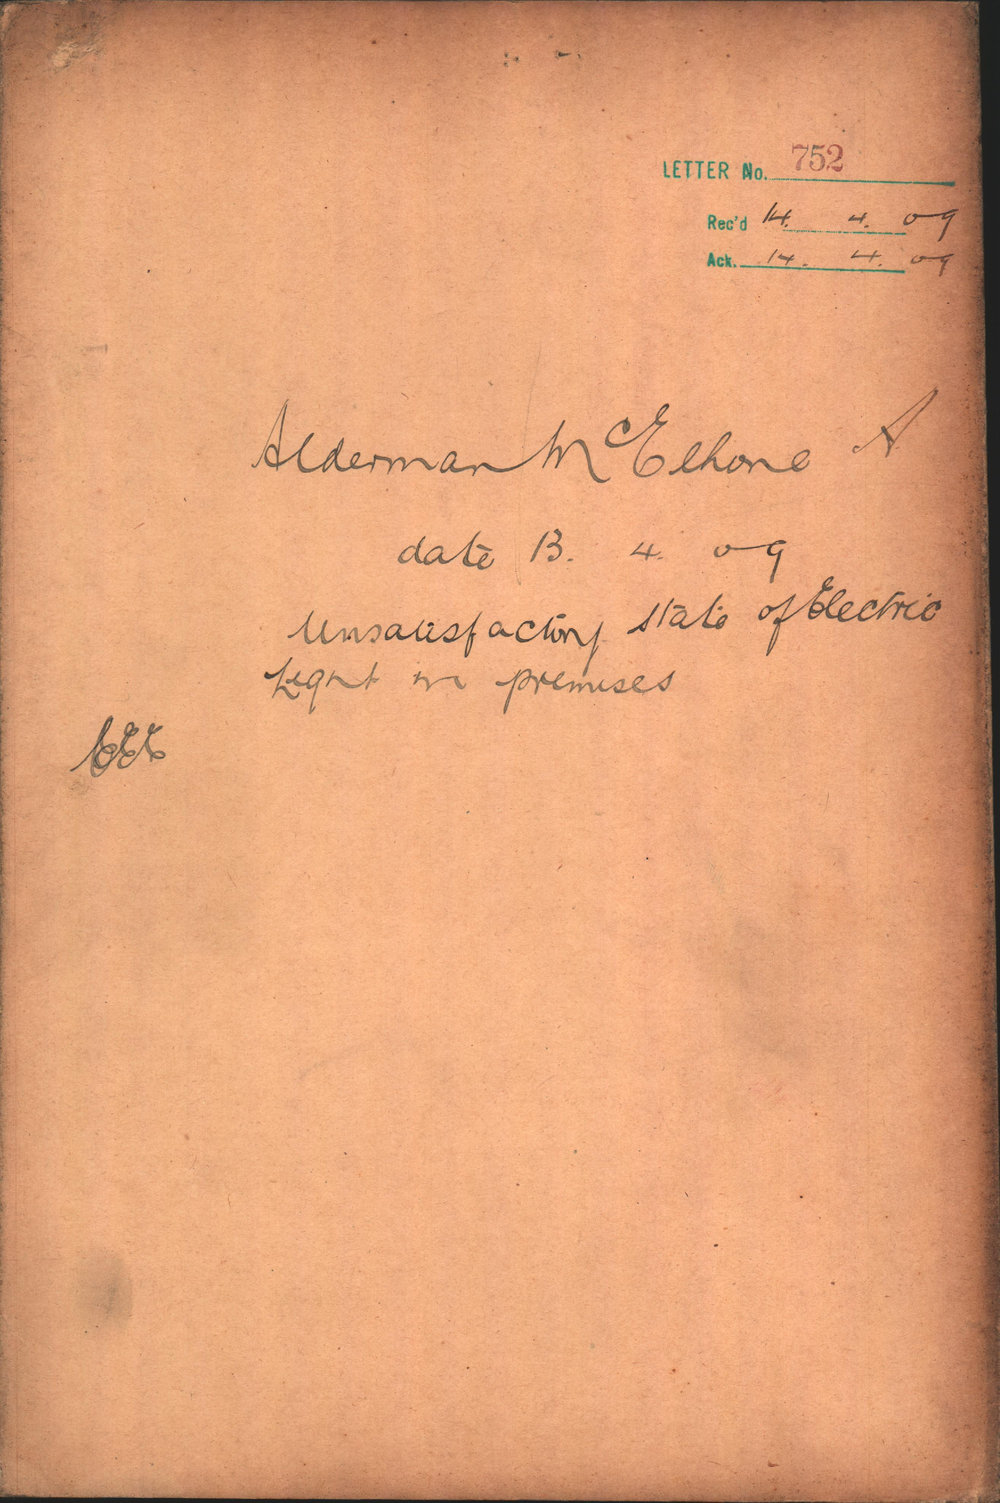 LETTER No. 752
Rec'd 14. 4. 09
Ack. 14. 4. 09
Alderman McElhone A
date 13. 4. 09
Unsatisfactory state of Electric
Light in premises